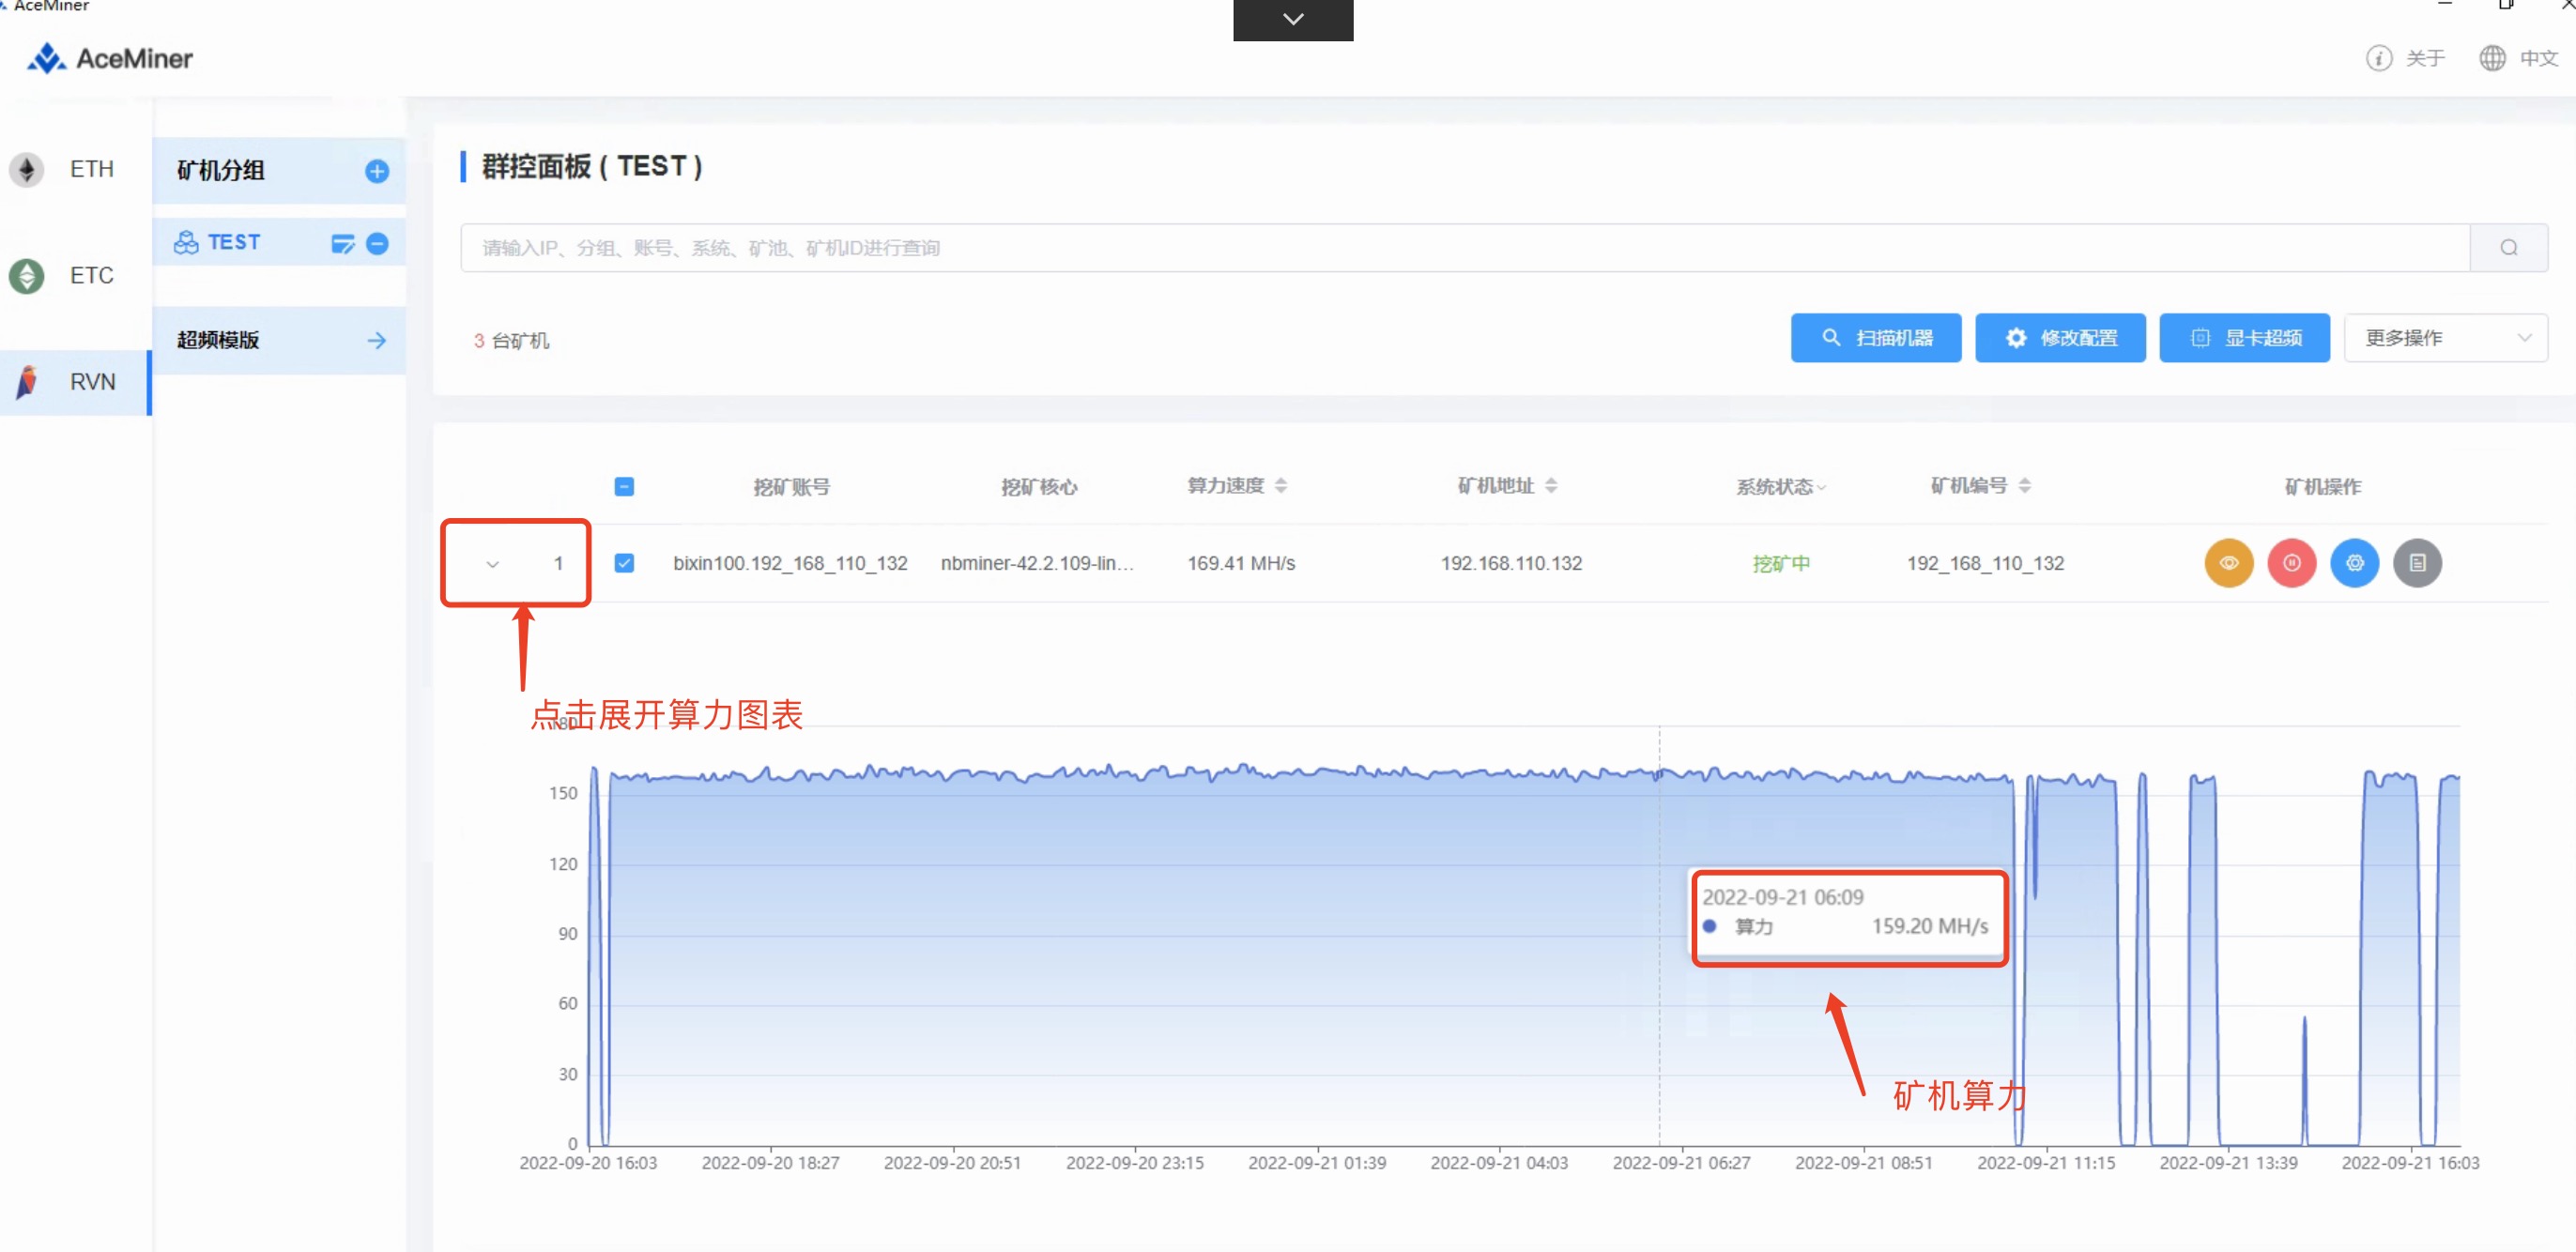 AceMiner
AceMiner
关于 中文
ETH
ETC
RVN
矿机分组
TEST
超频模版
群控面板 ( TEST )
请输入IP、分组、账号、系统、矿池、矿机ID进行查询
3 台矿机
扫描机器 修改配置 显卡超频 更多操作
挖矿账号 挖矿核心 算力速度 矿机地址 系统状态 矿机编号 矿机操作
1 bixin100.192_168_110_132 nbminer-42.2.109-lin... 169.41 MH/s 192.168.110.132 挖矿中 192_168_110_132
点击展开算力图表
180
150
120
90
60
30
0
2022-09-21 06:09
算力 159.20 MH/s
矿机算力
2022-09-20 16:03 2022-09-20 18:27 2022-09-20 20:51 2022-09-20 23:15 2022-09-21 01:39 2022-09-21 04:03 2022-09-21 06:27 2022-09-21 08:51 2022-09-21 11:15 2022-09-21 13:39 2022-09-21 16:03